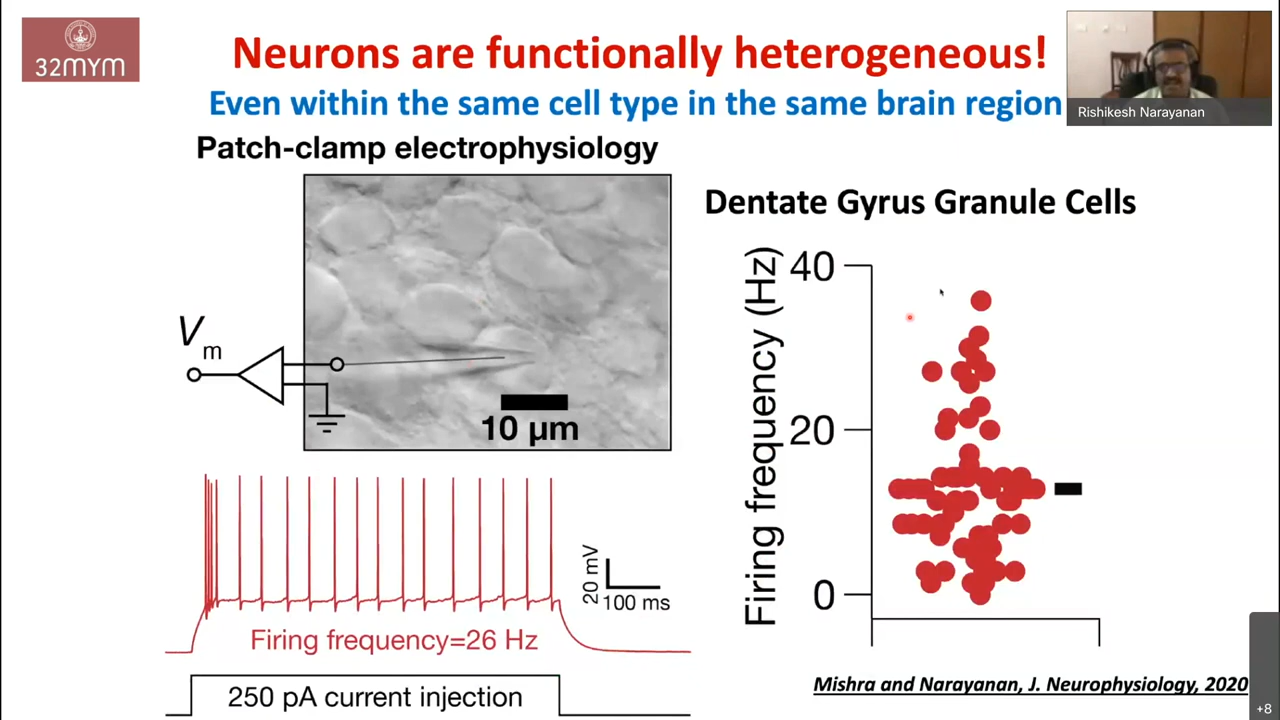 32MYM
Neurons are functionally heterogeneous!
Even within the same cell type in the same brain region
Rishikesh Narayanan
Patch-clamp electrophysiology
Vm
10 µm
20 mV
100 ms
Firing frequency=26 Hz
250 pA current injection
Dentate Gyrus Granule Cells
Firing frequency (Hz)
40
20
0
Mishra and Narayanan, J. Neurophysiology, 2020
+8